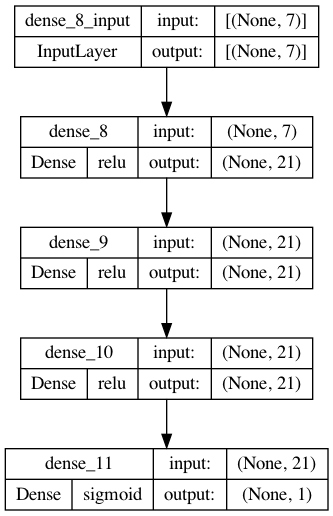 dense_8_input input: [(None, 7)]
InputLayer output: [(None, 7)]
dense_8 input: (None, 7)
Dense relu output: (None, 21)
dense_9 input: (None, 21)
Dense relu output: (None, 21)
dense_10 input: (None, 21)
Dense relu output: (None, 21)
dense_11 input: (None, 21)
Dense sigmoid output: (None, 1)